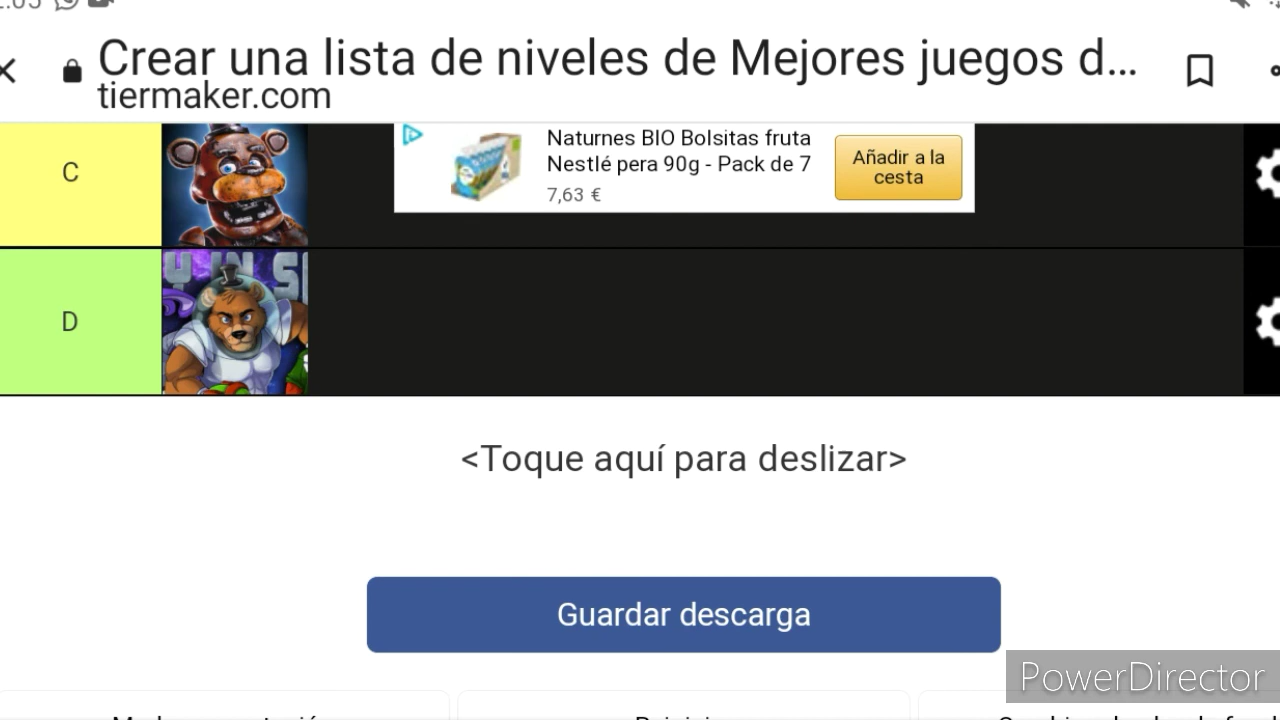 Crear una lista de niveles de Mejores juegos d...
tiermaker.com
C
Naturnes BIO Bolsitas fruta
Nestlé pera 90g - Pack de 7
7,63 €
Añadir a la
cesta
D
<Toque aquí para deslizar>
Guardar descarga
PowerDirector